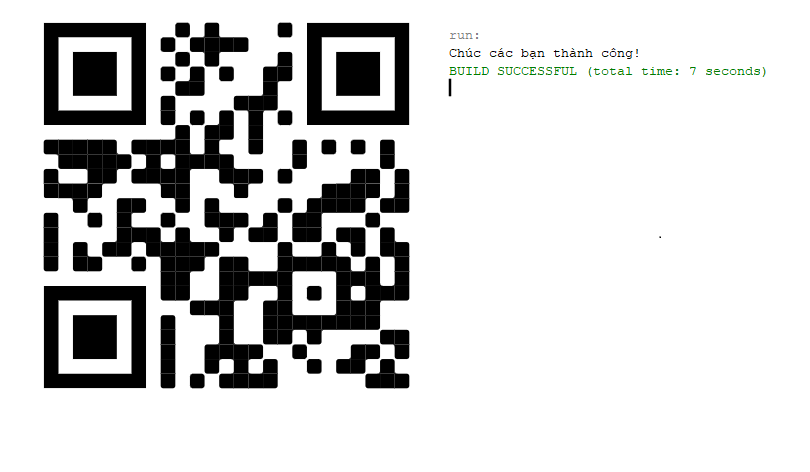 run:
Chúc các bạn thành công!
BUILD SUCCESSFUL (total time: 7 seconds)